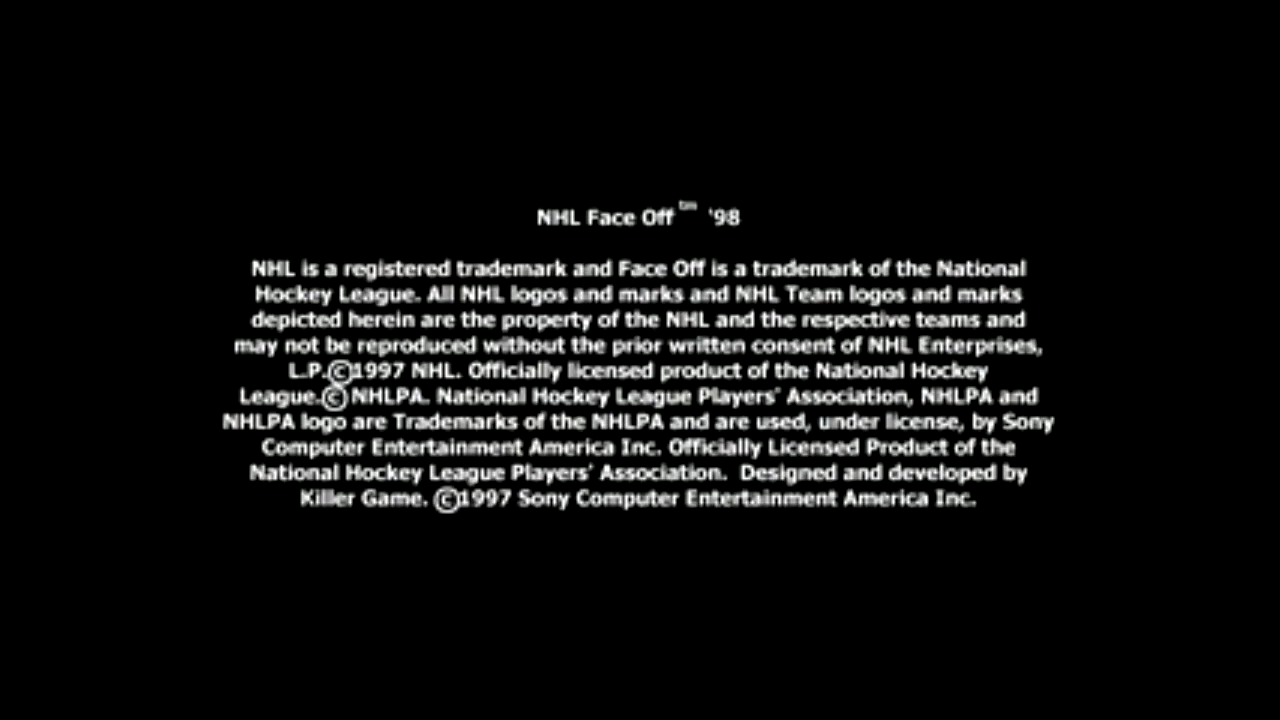 NHL Face Off™ '98
NHL is a registered trademark and Face Off is a trademark of the National
Hockey League. All NHL logos and marks and NHL Team logos and marks
depicted herein are the property of the NHL and the respective teams and
may not be reproduced without the prior written consent of NHL Enterprises,
L.P.©1997 NHL. Officially licensed product of the National Hockey
League.© NHLPA. National Hockey League Players' Association, NHLPA and
NHLPA logo are Trademarks of the NHLPA and are used, under license, by Sony
Computer Entertainment America Inc. Officially Licensed Product of the
National Hockey League Players' Association.  Designed and developed by
Killer Game. ©1997 Sony Computer Entertainment America Inc.